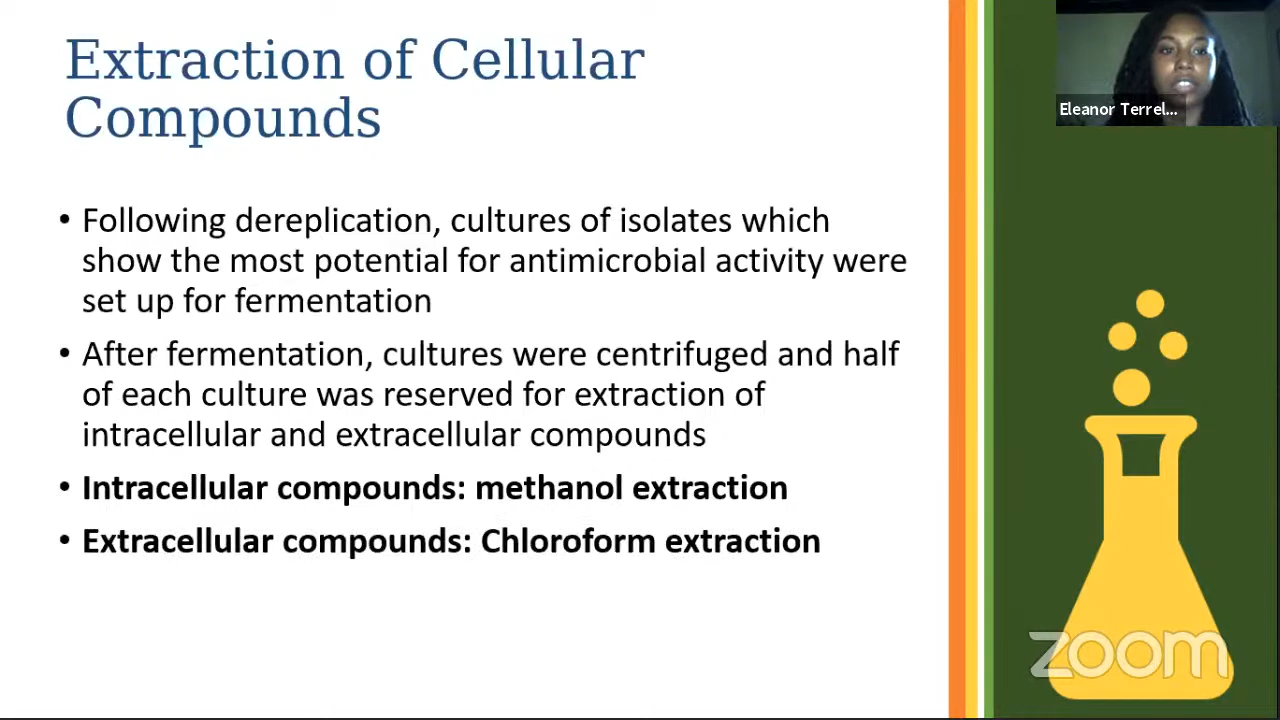 Extraction of Cellular
Compounds
Eleanor Terrel...
• Following dereplication, cultures of isolates which
show the most potential for antimicrobial activity were
set up for fermentation
• After fermentation, cultures were centrifuged and half
of each culture was reserved for extraction of
intracellular and extracellular compounds
• Intracellular compounds: methanol extraction
• Extracellular compounds: Chloroform extraction
zoom